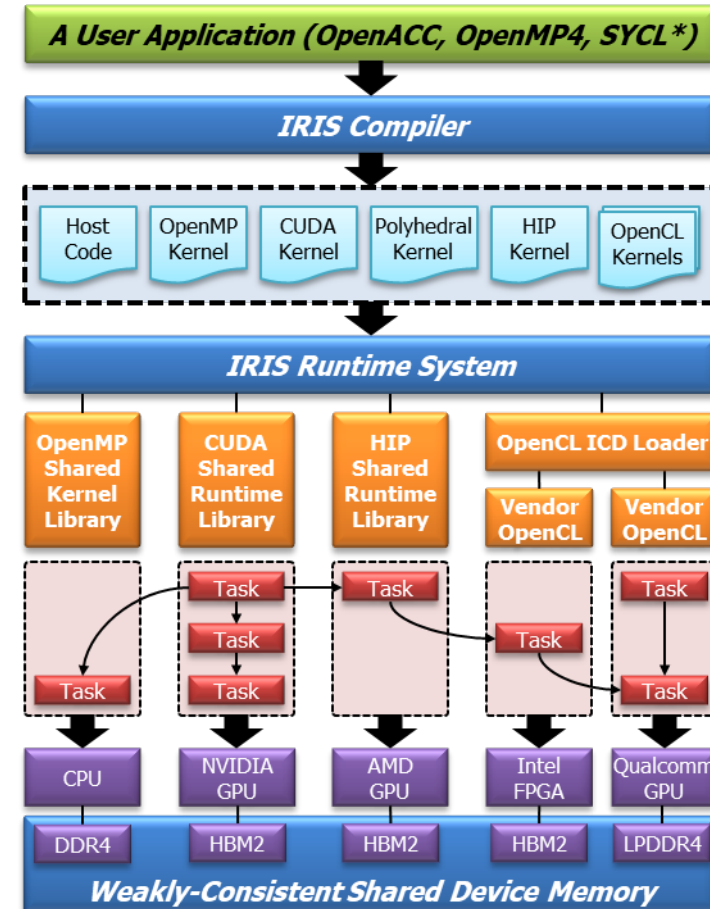 A User Application (OpenACC, OpenMP4, SYCL*)
IRIS Compiler
Host
Code
OpenMP
Kernel
CUDA
Kernel
Polyhedral
Kernel
HIP
Kernel
OpenCL
Kernels
IRIS Runtime System
OpenMP
Shared
Kernel
Library
CUDA
Shared
Runtime
Library
HIP
Shared
Runtime
Library
OpenCL ICD Loader
Vendor
OpenCL
Vendor
OpenCL
Task
Task
Task
Task
Task
Task
Task
Task
CPU
NVIDIA
GPU
AMD
GPU
Intel
FPGA
Qualcomm
GPU
DDR4
HBM2
HBM2
HBM2
LPDDR4
Weakly-Consistent Shared Device Memory